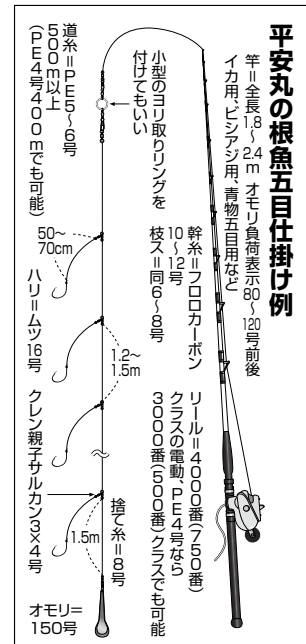 平安丸の根魚五目仕掛け例
竿=全長1.8〜2.4m オモリ負荷表示80〜120号前後
イカ用、ビシアジ用、青物五目用など
小型のヨリ取りリングを
付けてもいい
道糸=PE5〜6号
500m以上
(PE4号400mでも可能)
幹糸=フロロカーボン
10〜12号
枝ス=同6〜8号
リール=4000番(750番)
クラスの電動、PE4号なら
3000番(500番)クラスでも可能
50〜
70cm
ハリ=ムツ16号
1.2〜
1.5m
クレン親子サルカン3×4号
捨て糸=8号
1.5m
オモリ=
150号